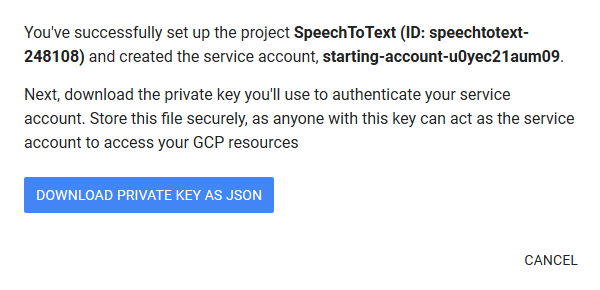 You've successfully set up the project SpeechToText (ID: speechtotext-
248108) and created the service account, starting-account-u0yec21aum09.
Next, download the private key you'll use to authenticate your service
account. Store this file securely, as anyone with this key can act as the service
account to access your GCP resources
DOWNLOAD PRIVATE KEY AS JSON
CANCEL